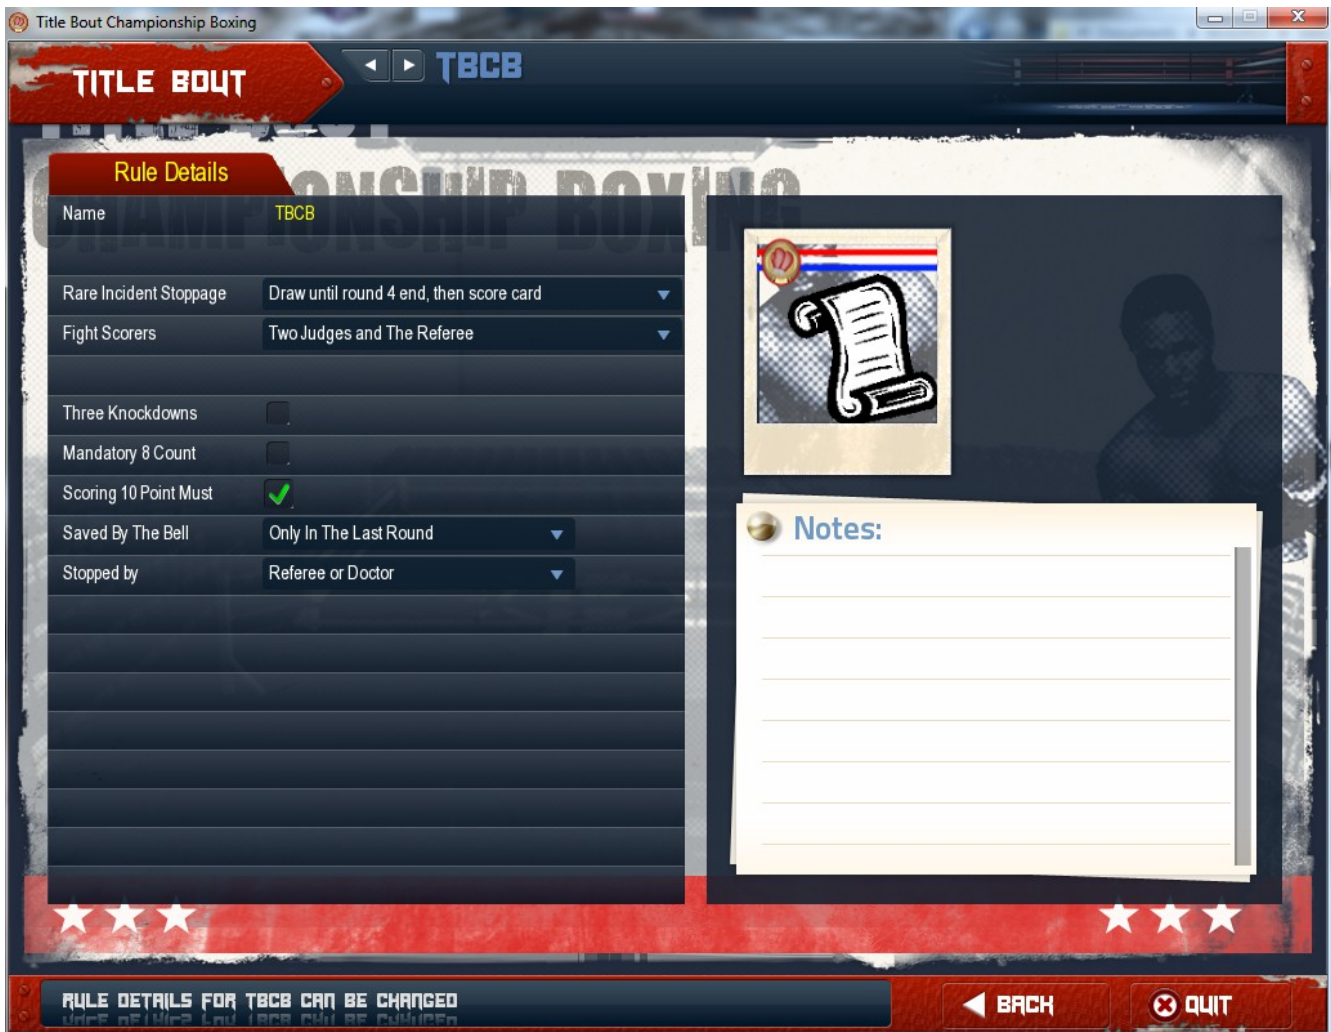 Title Bout Championship Boxing
TITLE BOUT
TBCB
CHAMPIONSHIP BOXING
Rule Details
Name TBCB
Rare Incident Stoppage Draw until round 4 end, then score card
Fight Scorers Two Judges and The Referee
Three Knockdowns
Mandatory 8 Count
Scoring 10 Point Must
Saved By The Bell Only In The Last Round
Stopped by Referee or Doctor
Notes:
RULE DETAILS FOR TBCB CAN BE CHANGED
BACK
QUIT